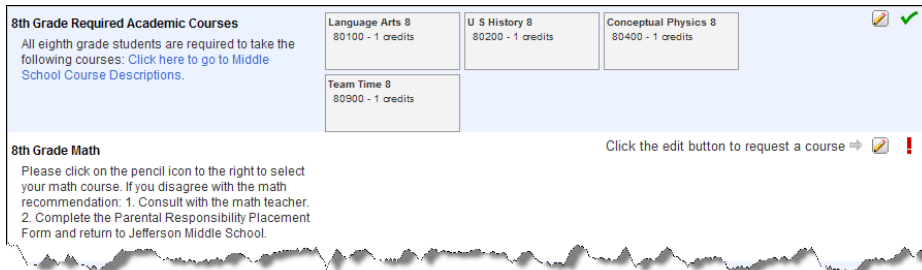 8th Grade Required Academic Courses
All eighth grade students are required to take the
following courses: Click here to go to Middle
School Course Descriptions.
Language Arts 8
80100 - 1 credits
U S History 8
80200 - 1 credits
Conceptual Physics 8
80400 - 1 credits
Team Time 8
80900 - 1 credits
8th Grade Math
Click the edit button to request a course ⇒
Please click on the pencil icon to the right to select
your math course. If you disagree with the math
recommendation: 1. Consult with the math teacher.
2. Complete the Parental Responsibility Placement
Form and return to Jefferson Middle School.